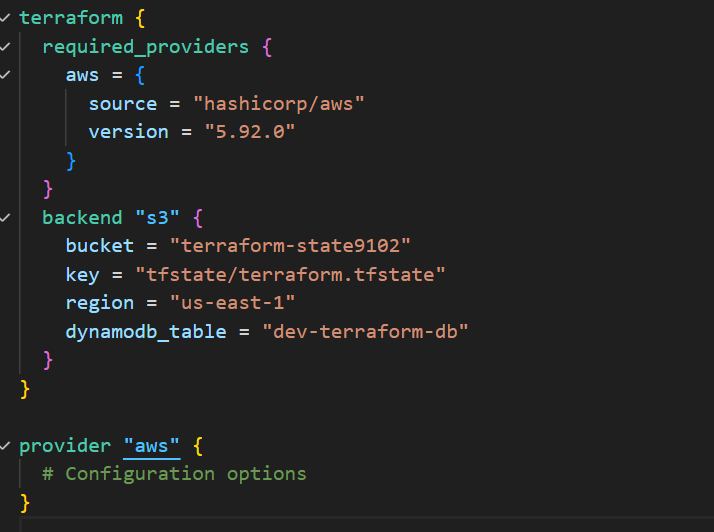 terraform {
  required_providers {
    aws = {
      source = "hashicorp/aws"
      version = "5.92.0"
    }
  }
  backend "s3" {
    bucket = "terraform-state9102"
    key = "tfstate/terraform.tfstate"
    region = "us-east-1"
    dynamodb_table = "dev-terraform-db"
  }
}
provider "aws" {
  # Configuration options
}